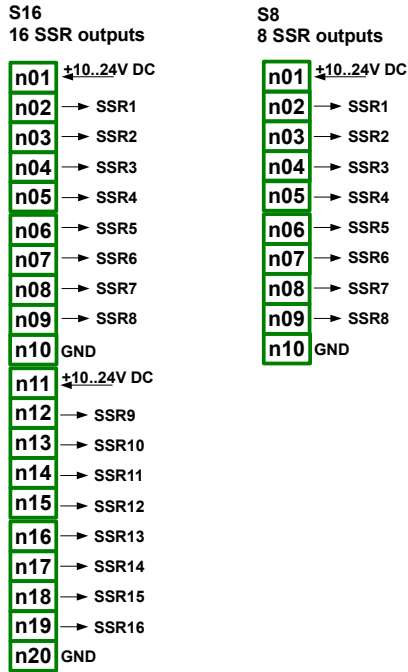 S16
16 SSR outputs
n01 +10..24V DC
n02 SSR1
n03 SSR2
n04 SSR3
n05 SSR4
n06 SSR5
n07 SSR6
n08 SSR7
n09 SSR8
n10 GND
n11 +10..24V DC
n12 SSR9
n13 SSR10
n14 SSR11
n15 SSR12
n16 SSR13
n17 SSR14
n18 SSR15
n19 SSR16
n20 GND
S8
8 SSR outputs
n01 +10..24V DC
n02 SSR1
n03 SSR2
n04 SSR3
n05 SSR4
n06 SSR5
n07 SSR6
n08 SSR7
n09 SSR8
n10 GND